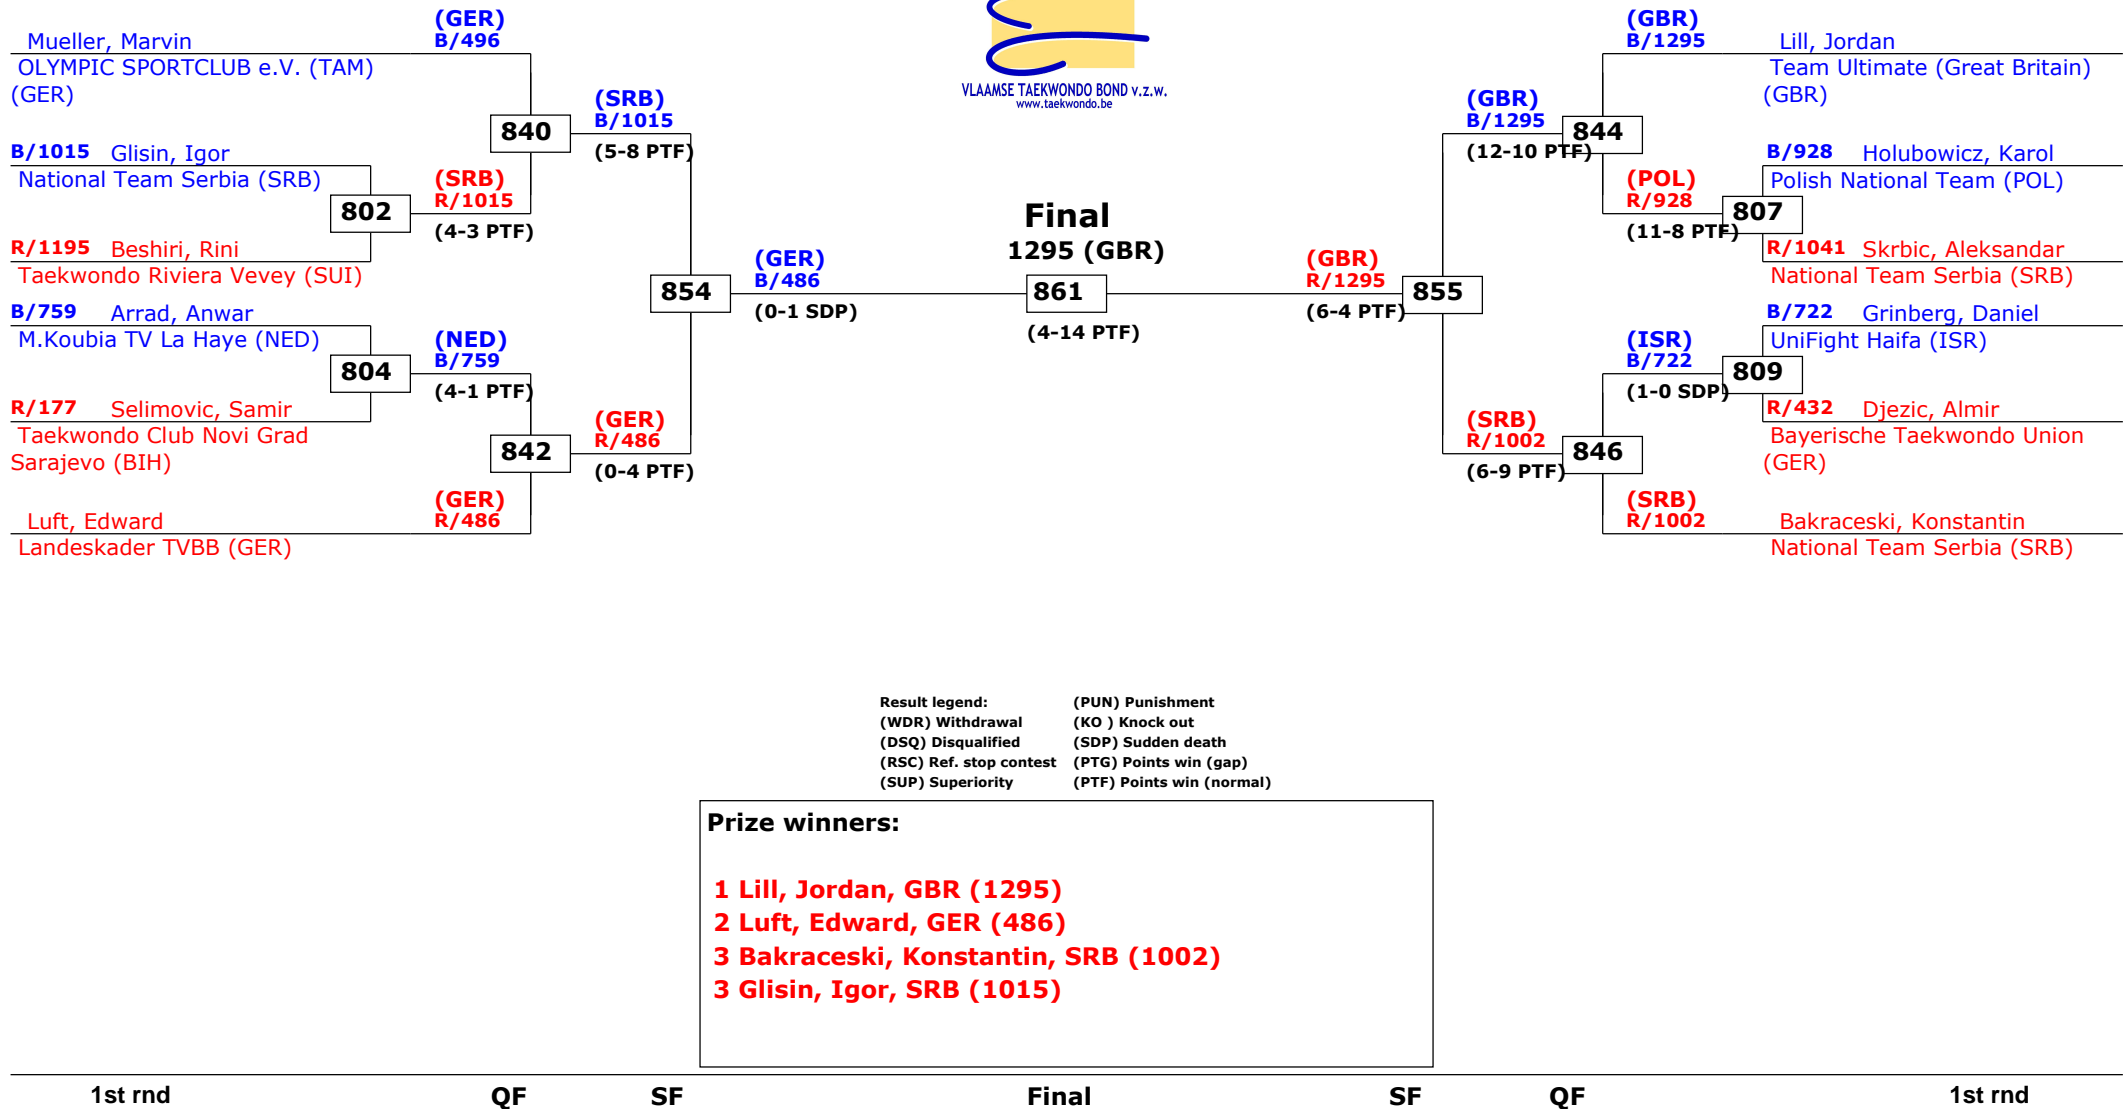 (GER)
B/496
Mueller, Marvin
OLYMPIC SPORTCLUB e.V. (TAM)
(GER)
840
(SRB)
B/1015
(5-8 PTF)
B/1015 Glisin, Igor
National Team Serbia (SRB)
802
(SRB)
R/1015
(4-3 PTF)
R/1195 Beshiri, Rini
Taekwondo Riviera Vevey (SUI)
854
(GER)
B/486
(0-1 SDP)
B/759 Arrad, Anwar
M.Koubia TV La Haye (NED)
804
(NED)
B/759
(4-1 PTF)
R/177 Selimovic, Samir
Taekwondo Club Novi Grad
Sarajevo (BIH)
842
(GER)
R/486
(0-4 PTF)
(GER)
R/486
Luft, Edward
Landeskader TVBB (GER)
VLAAMSE TAEKWONDO BOND v.z.w.
www.taekwondo.be
Final
1295 (GBR)
861
(4-14 PTF)
(GBR)
B/1295
Lill, Jordan
Team Ultimate (Great Britain)
(GBR)
(GBR)
B/1295
844
(12-10 PTF)
B/928 Holubowicz, Karol
Polish National Team (POL)
(POL)
R/928
807
(11-8 PTF)
R/1041 Skrbic, Aleksandar
National Team Serbia (SRB)
(GBR)
R/1295
855
(6-4 PTF)
B/722 Grinberg, Daniel
UniFight Haifa (ISR)
(ISR)
B/722
809
(1-0 SDP)
R/432 Djezic, Almir
Bayerische Taekwondo Union
(GER)
(SRB)
R/1002
846
(6-9 PTF)
(SRB)
R/1002
Bakraceski, Konstantin
National Team Serbia (SRB)
Result legend: (PUN) Punishment
(WDR) Withdrawal (KO ) Knock out
(DSQ) Disqualified (SDP) Sudden death
(RSC) Ref. stop contest (PTG) Points win (gap)
(SUP) Superiority (PTF) Points win (normal)
Prize winners:
1 Lill, Jordan, GBR (1295)
2 Luft, Edward, GER (486)
3 Bakraceski, Konstantin, SRB (1002)
3 Glisin, Igor, SRB (1015)
1st rnd QF SF Final SF QF 1st rnd